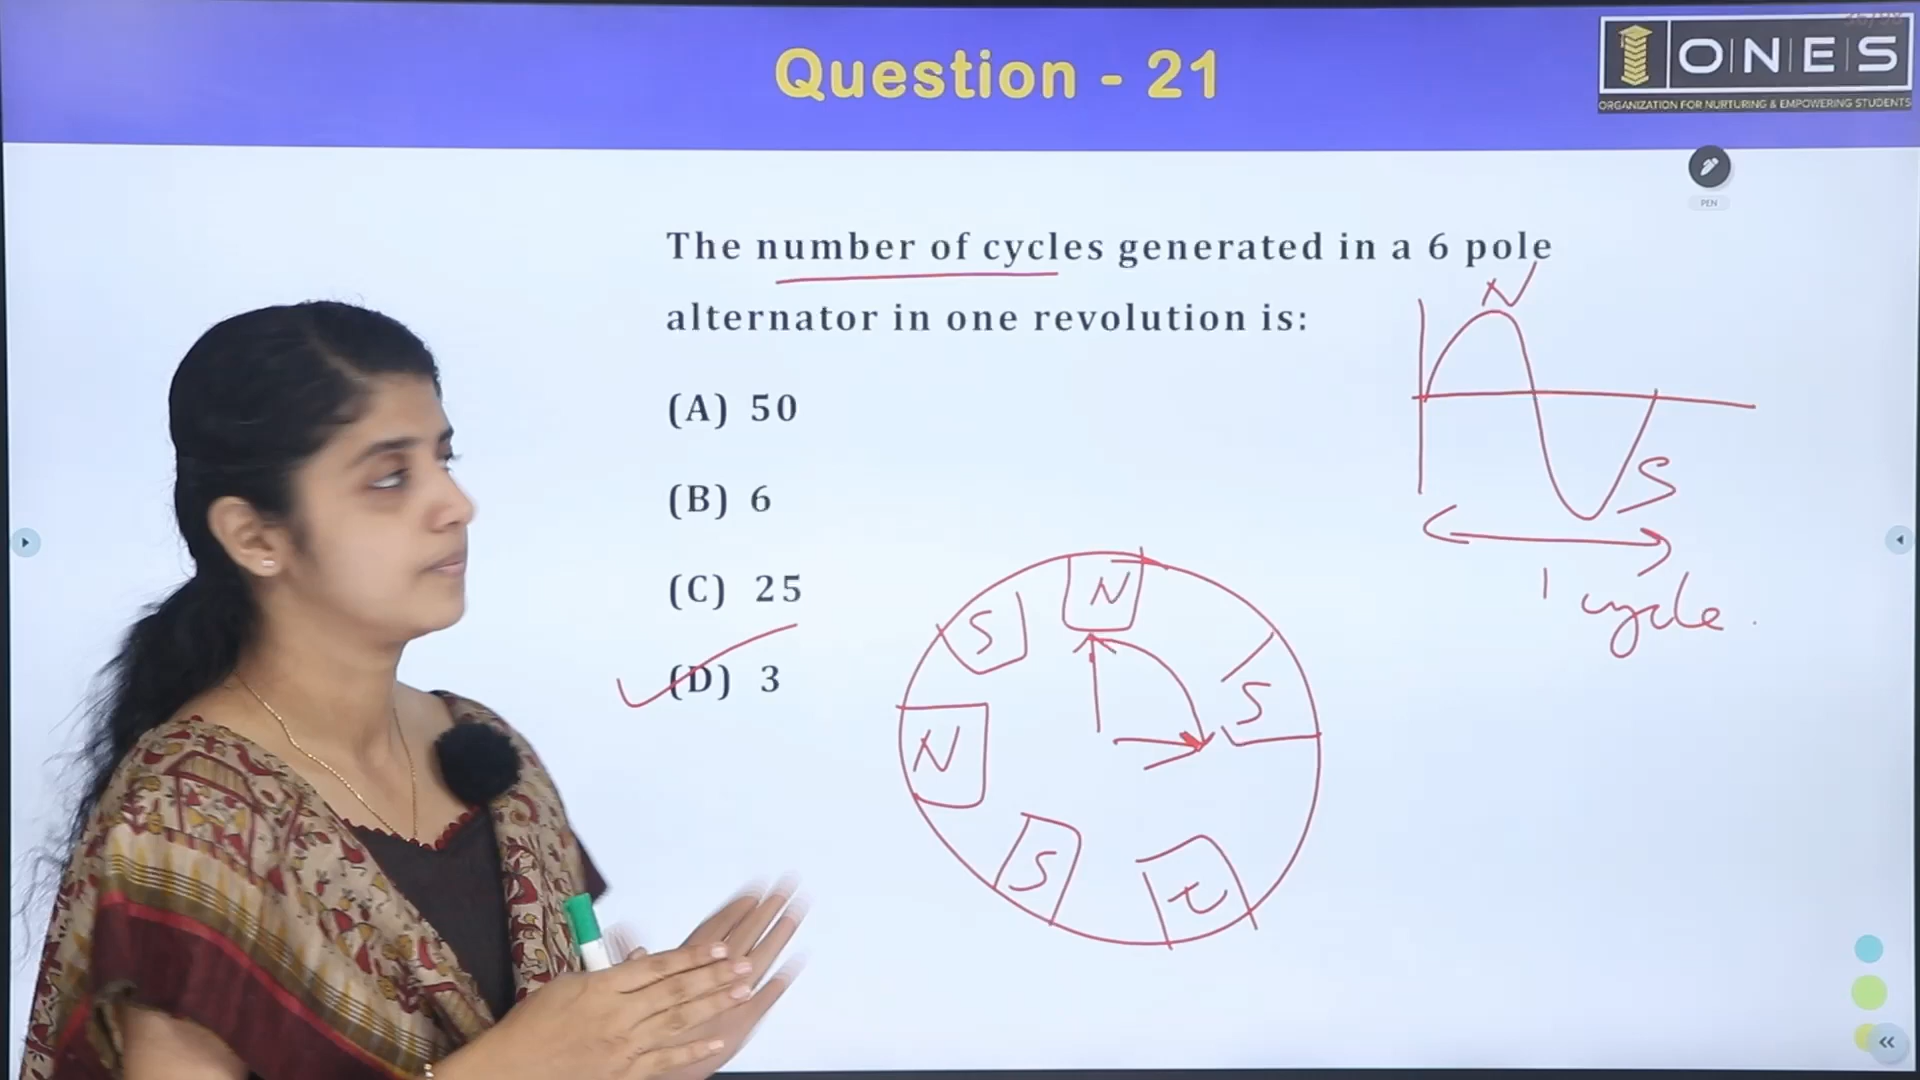 Question - 21
ONES
ORGANIZATION FOR NURTURING & EMPOWERING STUDENTS
PEN
The number of cycles generated in a 6 pole
alternator in one revolution is:
(A) 50
(B) 6
(C) 25
(D) 3
N
S
1 cycle.
N
S
S
N
S